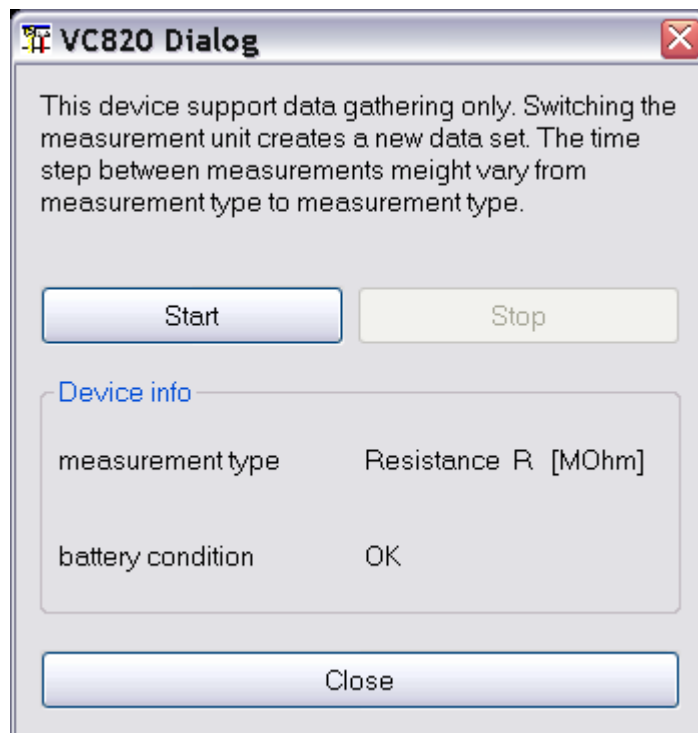 VC820 Dialog
This device support data gathering only. Switching the
measurement unit creates a new data set. The time
step between measurements meight vary from
measurement type to measurement type.
Start Stop
Device info
measurement type Resistance R [MOhm]
battery condition OK
Close